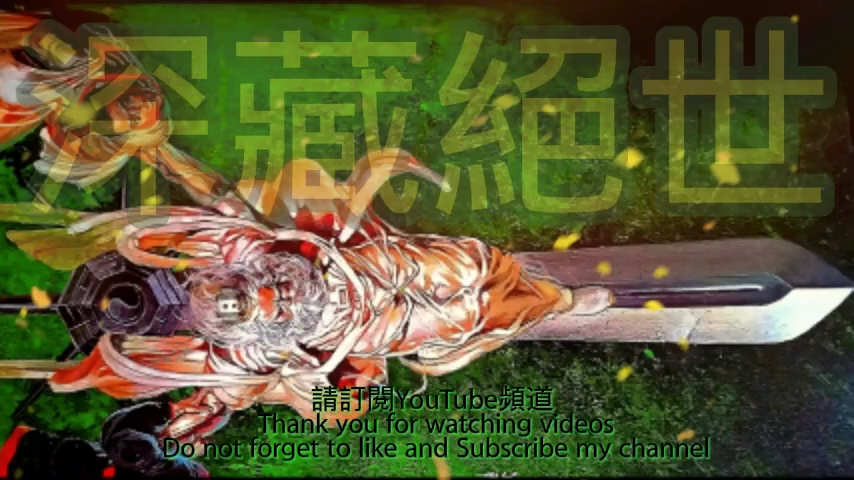 深藏絕世
請訂閱YouTube頻道
Thank you for watching videos
Do not forget to like and Subscribe my channel